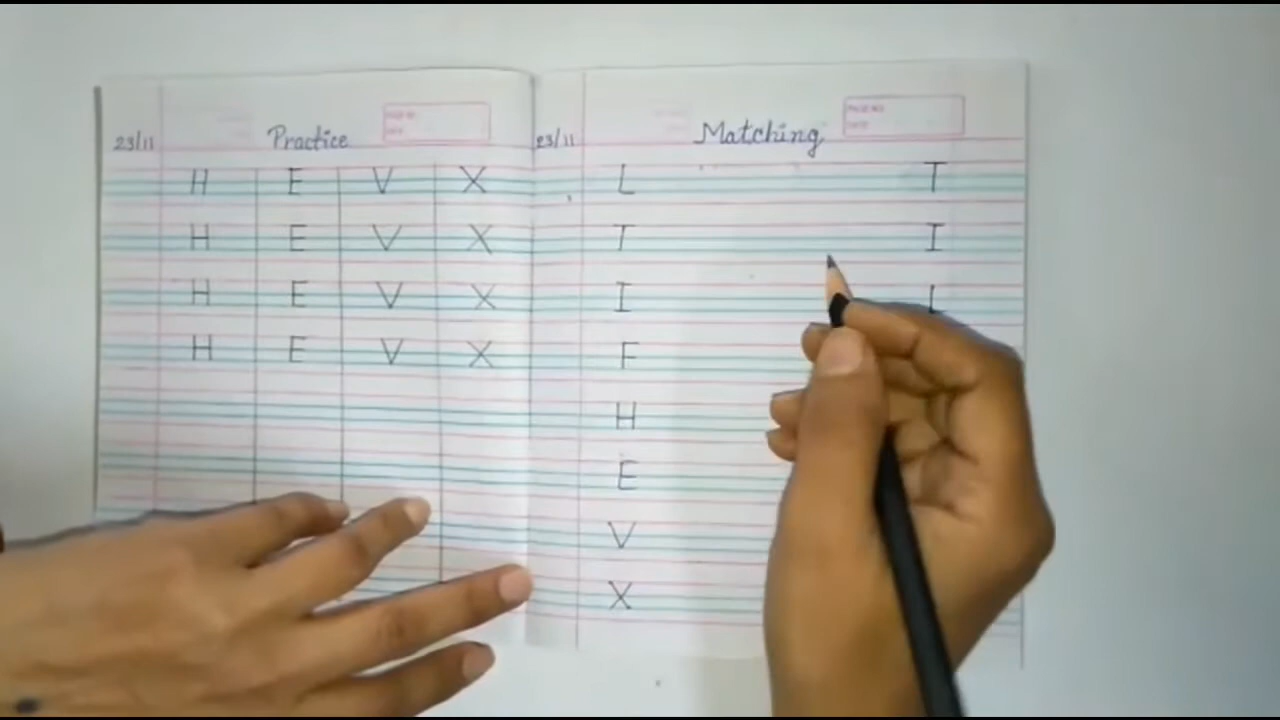 23/11 Practice
H E V X
H E V X
H E V X
H E V X
23/11 Matching
L T
T I
I L
F
H
E
V
X